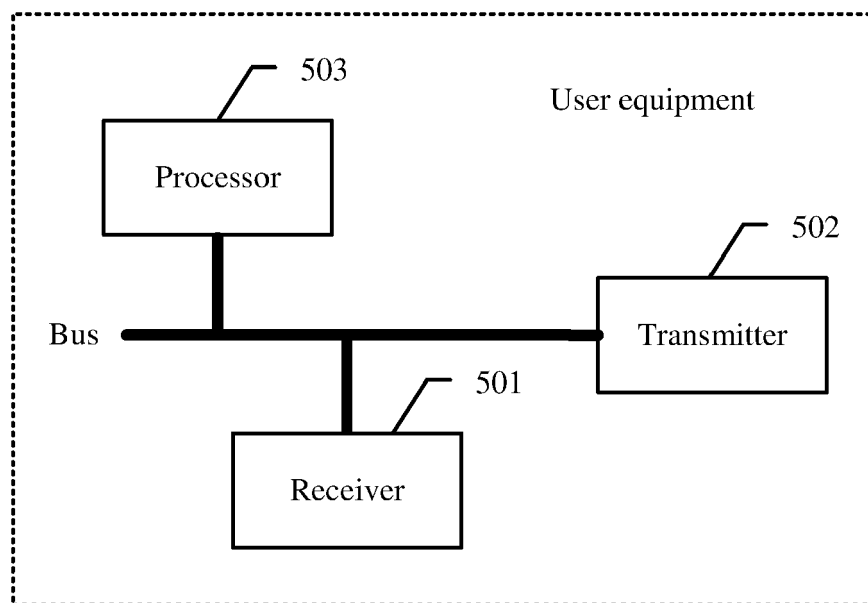 503
User equipment
Processor
502
Bus
Transmitter
501
Receiver